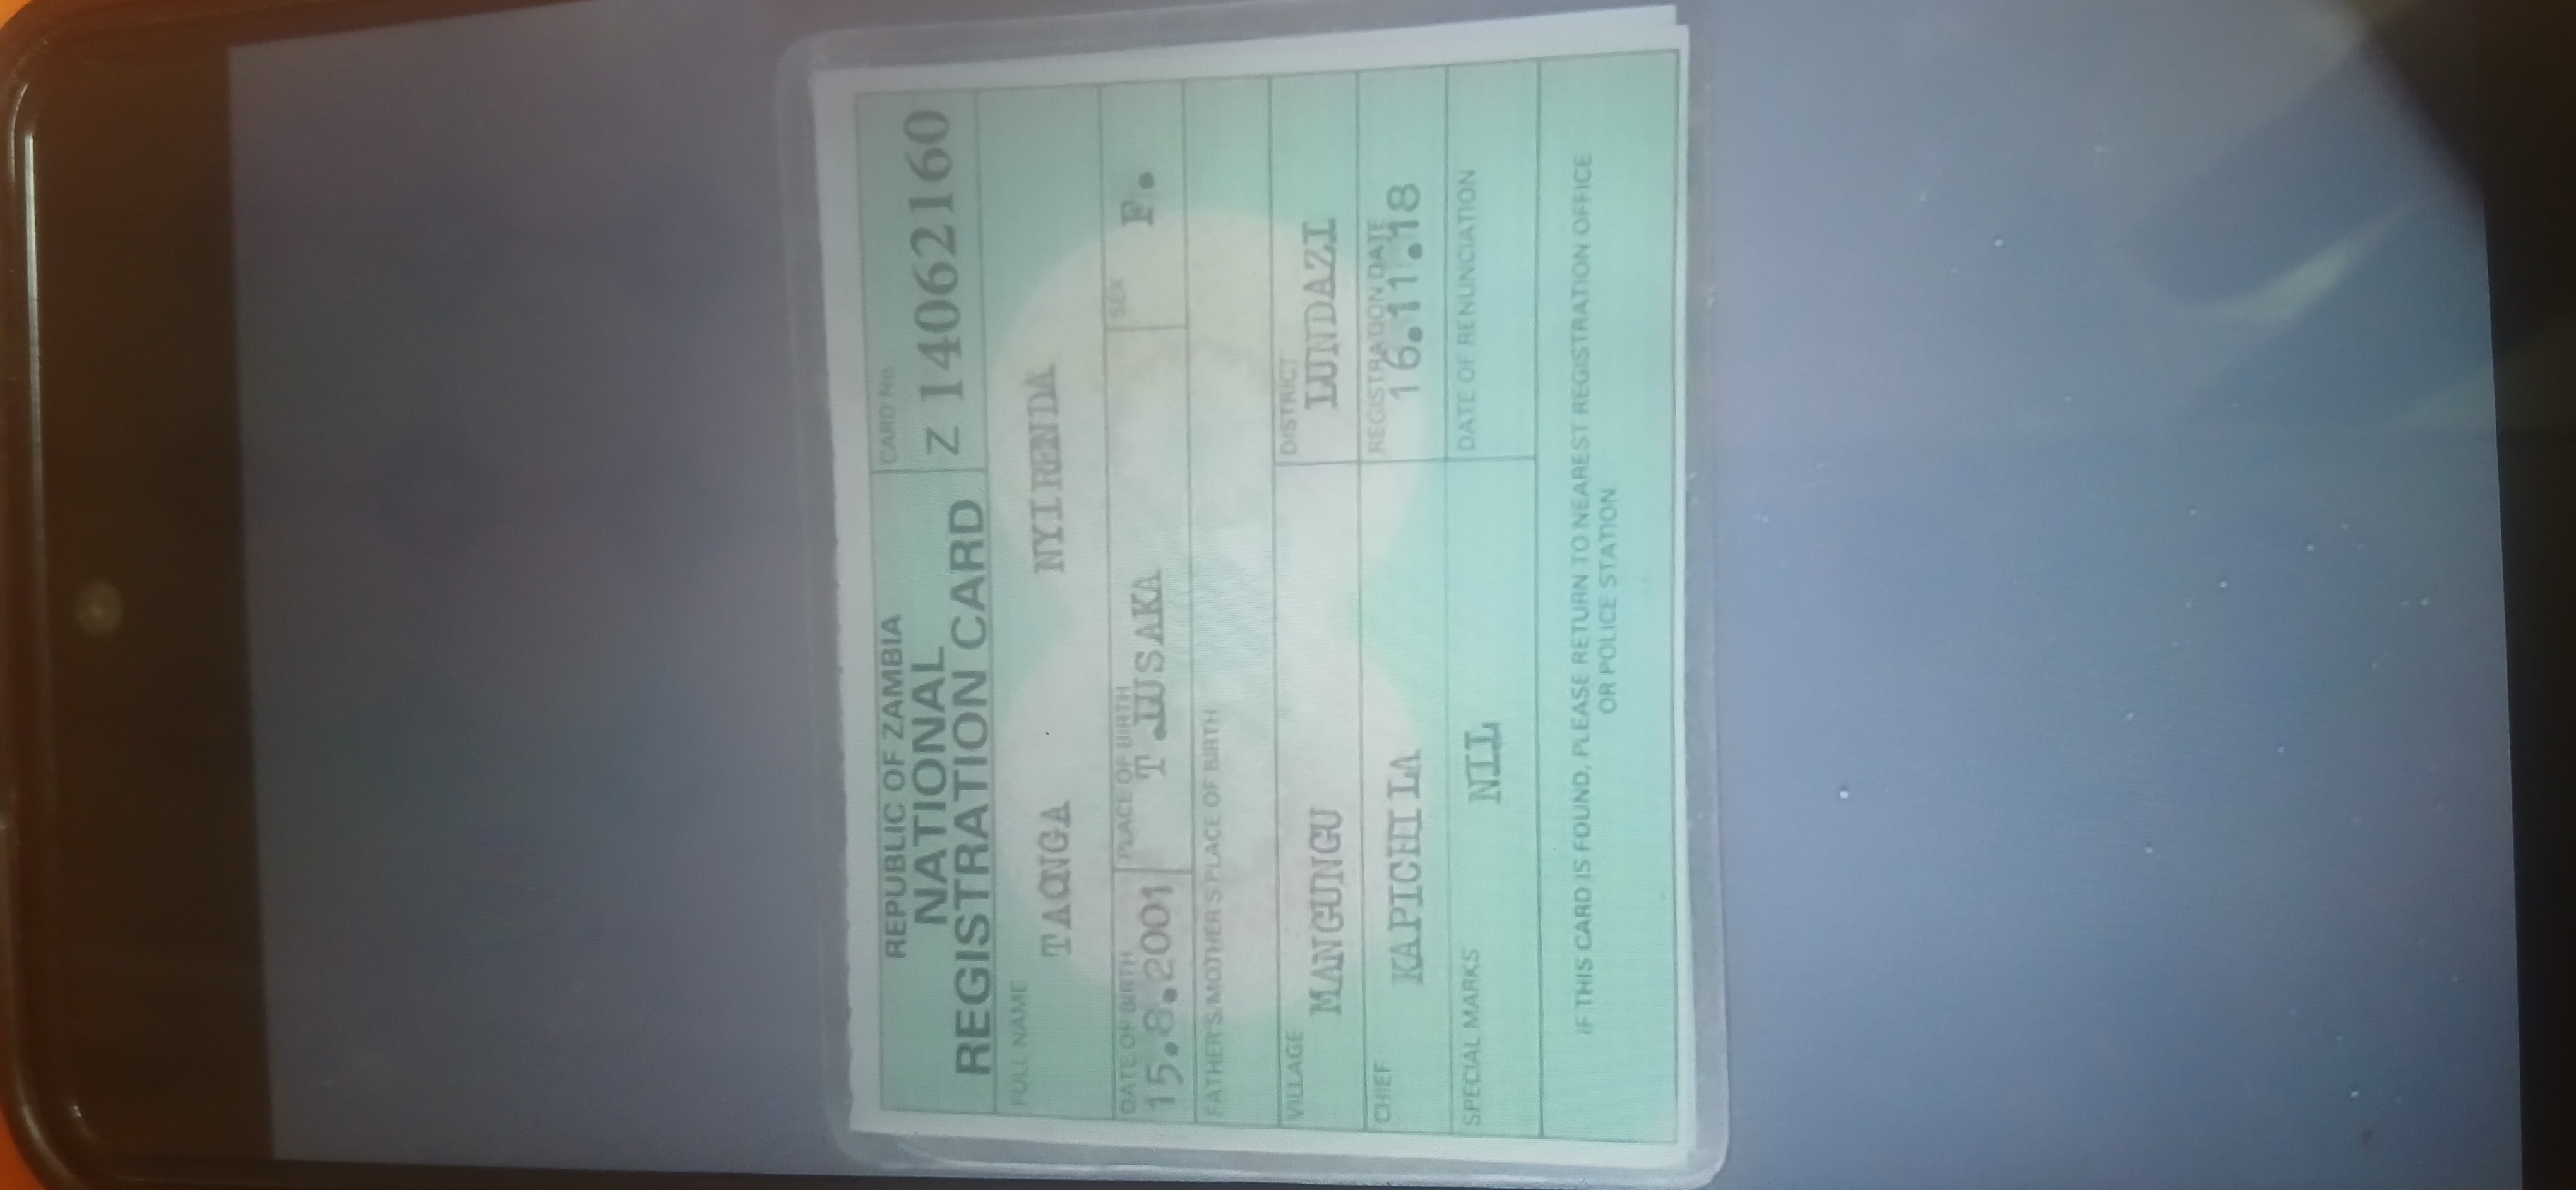 REPUBLIC OF ZAMBIA
NATIONAL
REGISTRATION CARD
CARD No
Z 14062160
FULL NAME
TAONGA NYIRENDA
DATE OF BIRTH
15.8.2001
PLACE OF BIRTH
T LUSAKA
SEX
F.
FATHER'S/MOTHER'S PLACE OF BIRTH
VILLAGE
MANGUNGU
DISTRICT
LUNDAZI
CHIEF
KAPICHILA
REGISTRATION DATE
16.11.18
SPECIAL MARKS
NIL
DATE OF RENUNCIATION
IF THIS CARD IS FOUND, PLEASE RETURN TO NEAREST REGISTRATION OFFICE
OR POLICE STATION